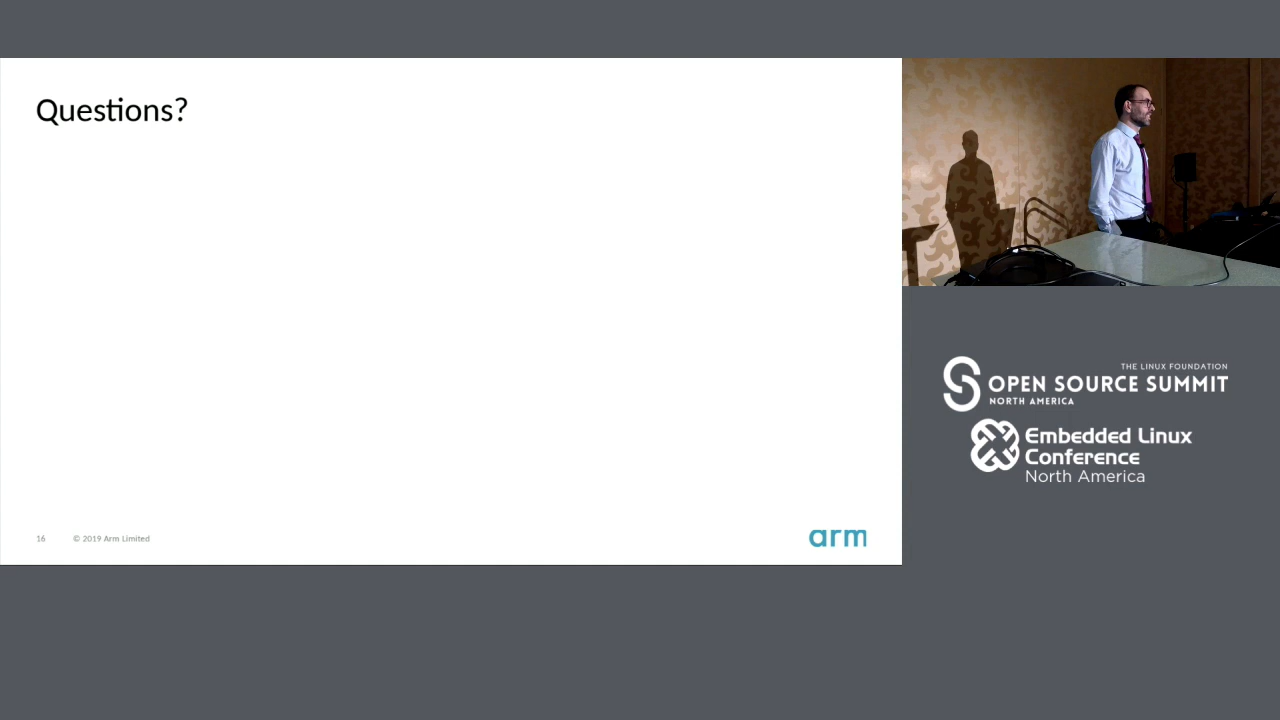 Questions?
16 © 2019 Arm Limited
arm
THE LINUX FOUNDATION
OPEN SOURCE SUMMIT
NORTH AMERICA
Embedded Linux
Conference
North America